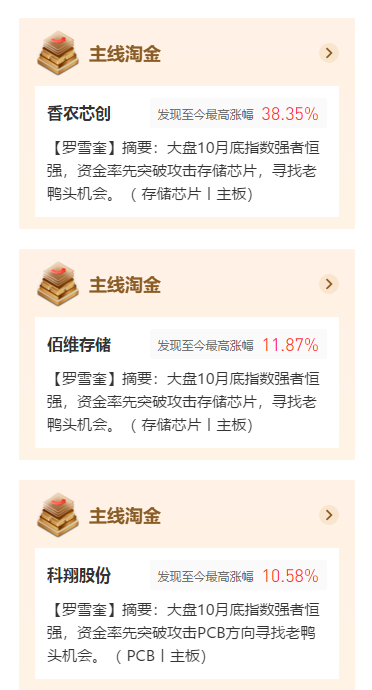 主线淘金
香农芯创 发现至今最高涨幅 38.35%
【罗雪奎】摘要：大盘10月底指数强者恒
强，资金率先突破攻击存储芯片，寻找老
鸭头机会。（ 存储芯片丨主板）
主线淘金
佰维存储 发现至今最高涨幅 11.87%
【罗雪奎】摘要：大盘10月底指数强者恒
强，资金率先突破攻击存储芯片，寻找老
鸭头机会。（ 存储芯片丨主板）
主线淘金
科翔股份 发现至今最高涨幅 10.58%
【罗雪奎】摘要：大盘10月底指数强者恒
强，资金率先突破攻击PCB方向寻找老鸭
头机会。（ PCB丨主板）